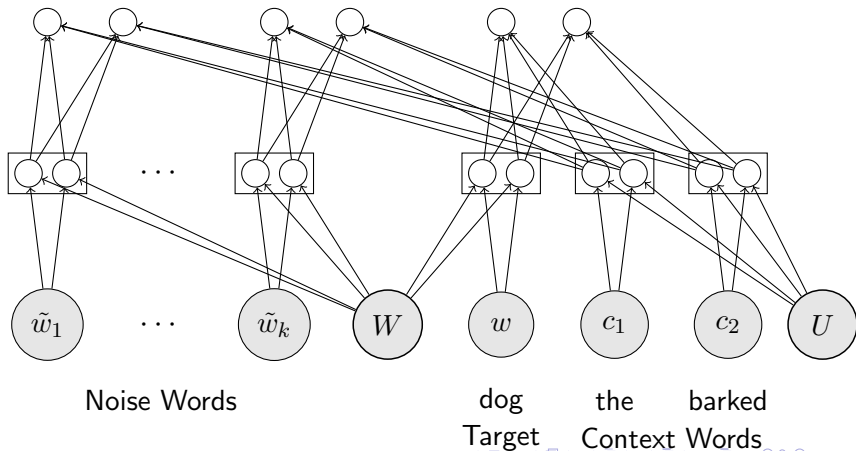 . . .
. . .
w̃₁ . . . w̃ₖ W w c₁ c₂ U
Noise Words dog the barked
Target Context Words